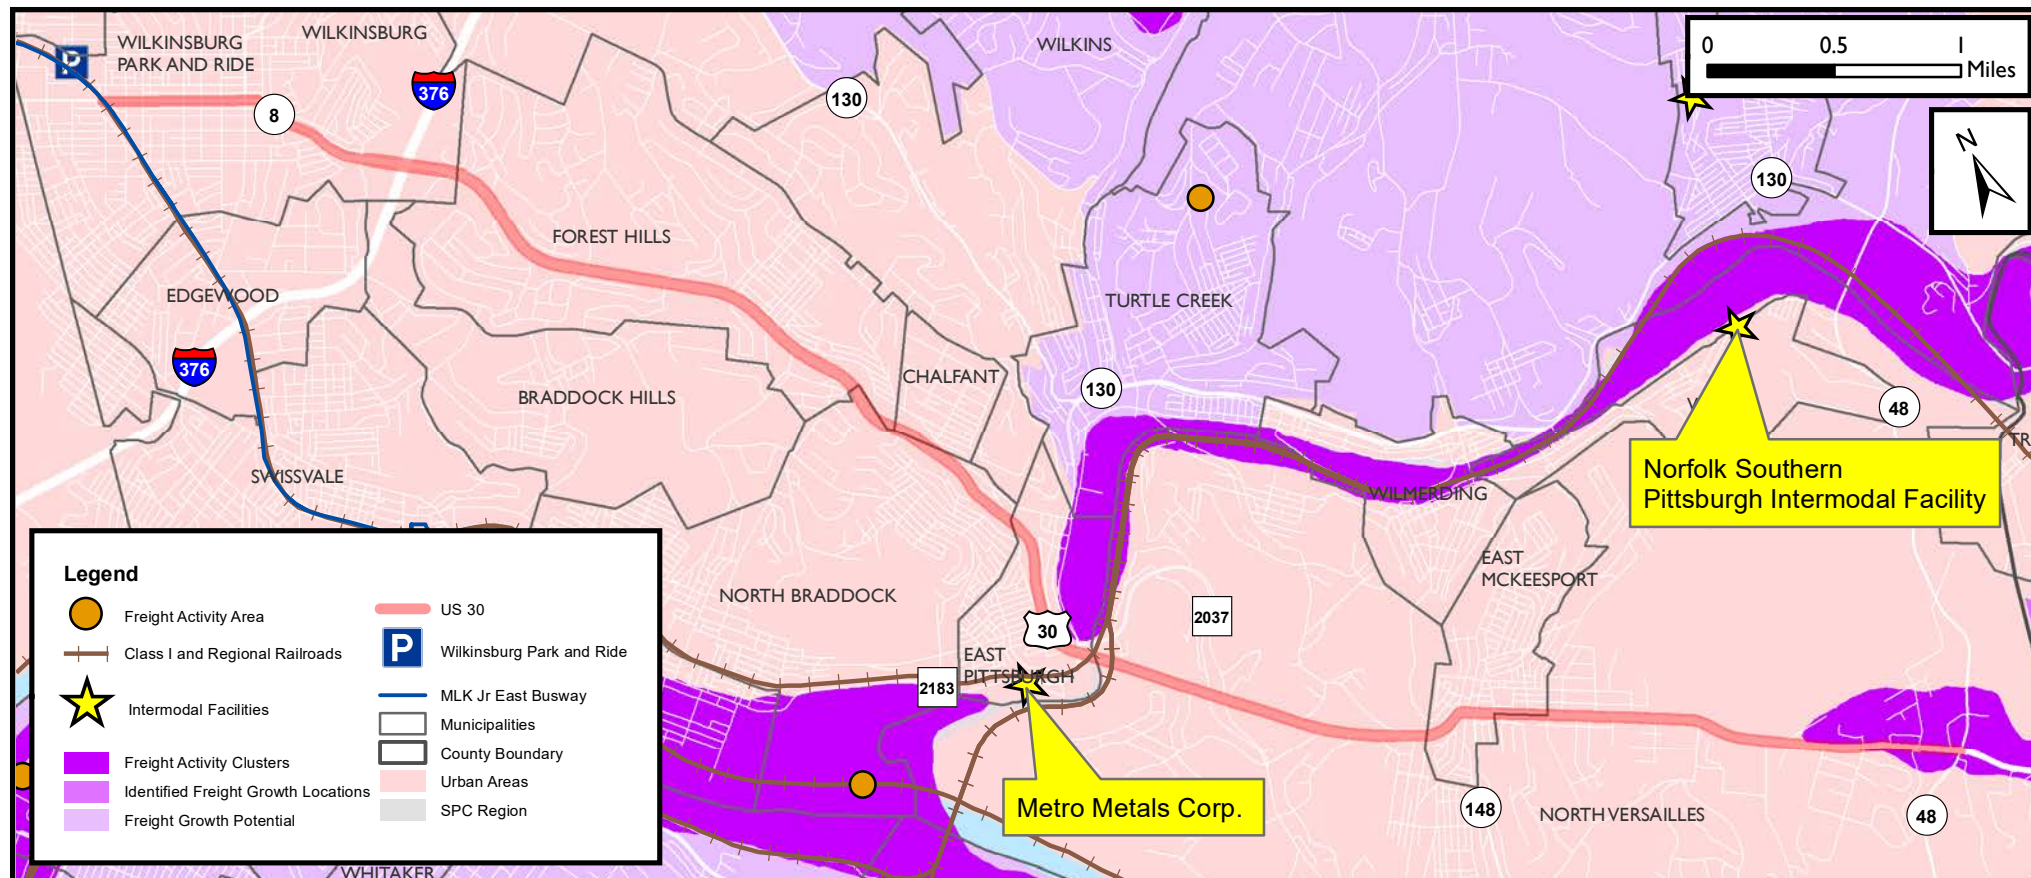 WILKINSBURG
PARK AND RIDE
WILKINSBURG
WILKINS
0 0.5 1
Miles
P
376
8
130
N
130
FOREST HILLS
EDGEWOOD
TURTLE CREEK
376
CHALFANT
130
BRADDOCK HILLS
48
Norfolk Southern
Pittsburgh Intermodal Facility
SWISSVALE
WILMERDING
EAST
MCKEESPORT
NORTH BRADDOCK
2037
30
EAST
PITTSBURGH
2183
Metro Metals Corp.
148
NORTH VERSAILLES
48
WHITAKER
Legend
Freight Activity Area
Class I and Regional Railroads
Intermodal Facilities
Freight Activity Clusters
Identified Freight Growth Locations
Freight Growth Potential
US 30
P
Wilkinsburg Park and Ride
MLK Jr East Busway
Municipalities
County Boundary
Urban Areas
SPC Region